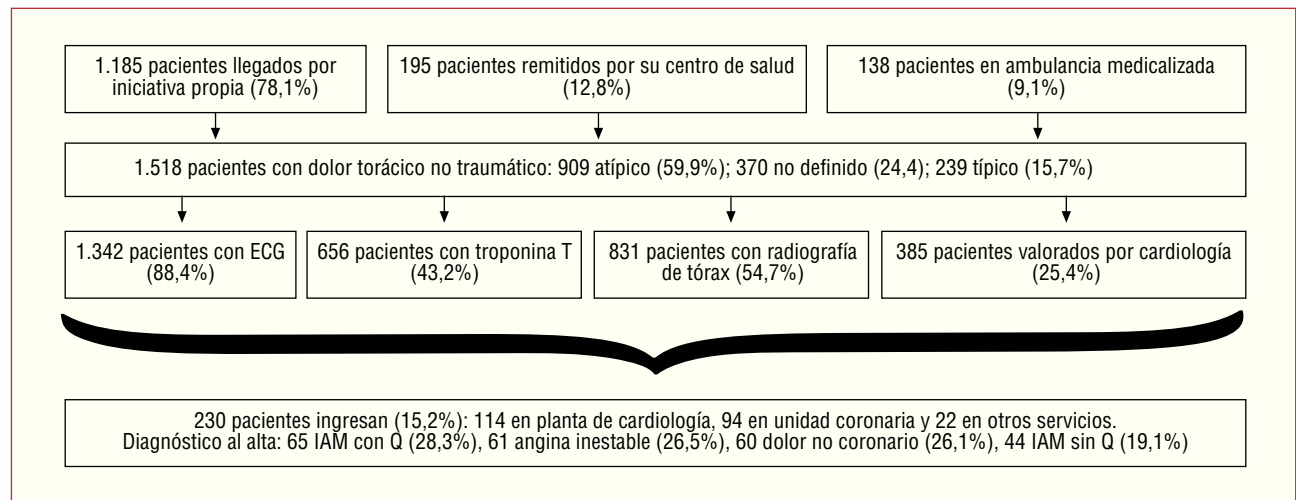 1.185 pacientes llegados por
iniciativa propia (78,1%)
195 pacientes remitidos por su centro de salud
(12,8%)
138 pacientes en ambulancia medicalizada
(9,1%)
1.518 pacientes con dolor torácico no traumático: 909 atípico (59,9%); 370 no definido (24,4); 239 típico (15,7%)
1.342 pacientes con ECG
(88,4%)
656 pacientes con troponina T
(43,2%)
831 pacientes con radiografía
de tórax (54,7%)
385 pacientes valorados por cardiología
(25,4%)
230 pacientes ingresan (15,2%): 114 en planta de cardiología, 94 en unidad coronaria y 22 en otros servicios.
Diagnóstico al alta: 65 IAM con Q (28,3%), 61 angina inestable (26,5%), 60 dolor no coronario (26,1%), 44 IAM sin Q (19,1%)